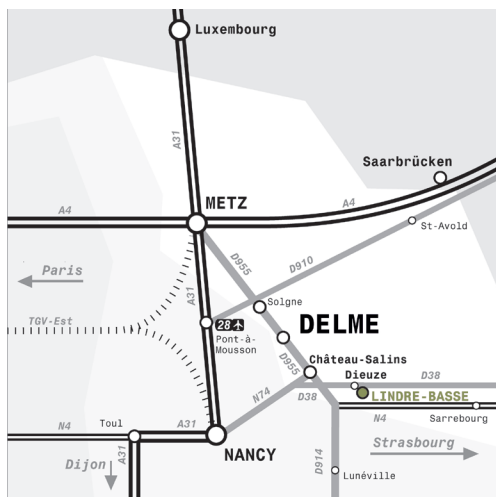 Luxembourg
A31
Saarbrücken
METZ
A4
A4
St-Avold
D955
D910
Paris
A31
Solgne
TGV-Est
28
Pont-à-
Mousson
DELME
D955
Château-Salins
Dieuze
D38
N74
D38
LINDRE-BASSE
Toul
A31
N4
N4
Sarrebourg
NANCY
Strasbourg
Dijon
A31
D914
Lunéville